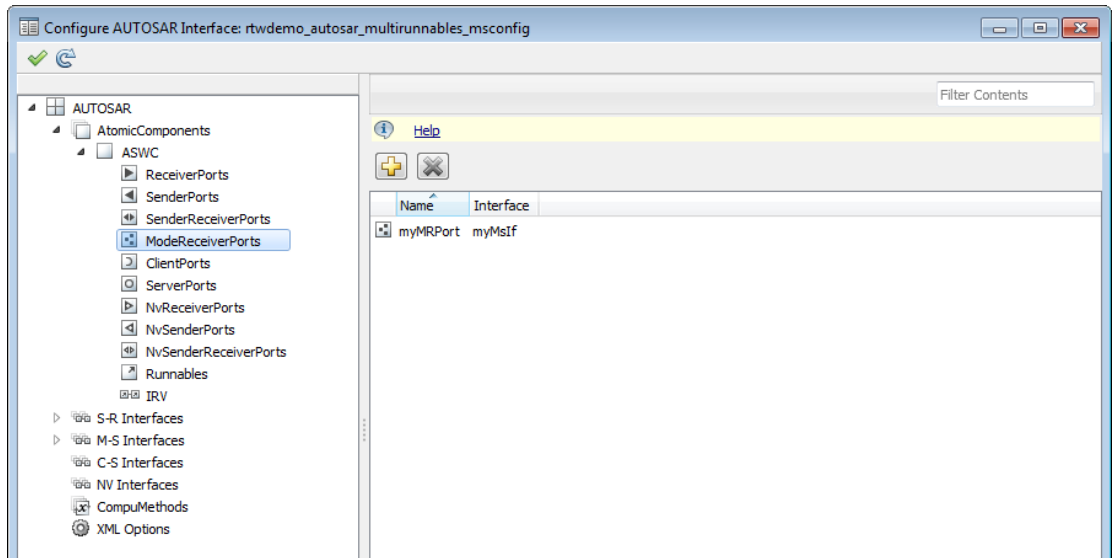 Configure AUTOSAR Interface: rtwdemo_autosar_multirunnables_msconfig
Filter Contents
AUTOSAR
AtomicComponents
ASWC
ReceiverPorts
SenderPorts
SenderReceiverPorts
ModeReceiverPorts
ClientPorts
ServerPorts
NvReceiverPorts
NvSenderPorts
NvSenderReceiverPorts
Runnables
IRV
S-R Interfaces
M-S Interfaces
C-S Interfaces
NV Interfaces
CompuMethods
XML Options
Help
Name Interface
myMRPort myMsIf